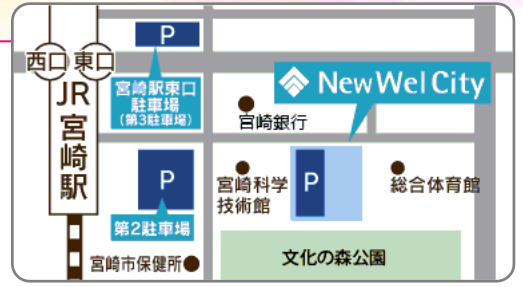 P
西口
東口
宮崎駅東口
駐車場
(第3駐車場)
New Wel City
JR宮崎駅
宮崎銀行
P
第2駐車場
宮崎科学
技術館
P
総合体育館
宮崎市保健所
文化の森公園